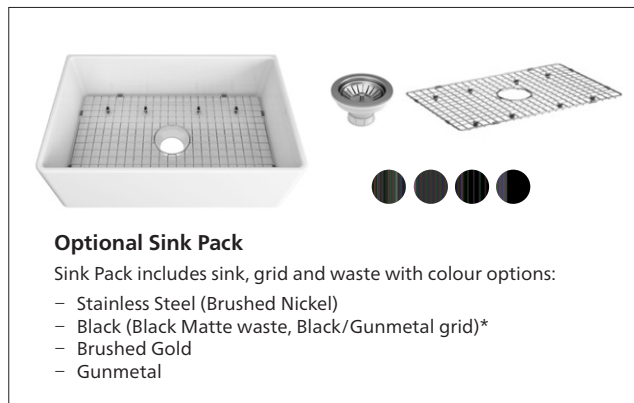 Optional Sink Pack
Sink Pack includes sink, grid and waste with colour options:
– Stainless Steel (Brushed Nickel)
– Black (Black Matte waste, Black/Gunmetal grid)*
– Brushed Gold
– Gunmetal